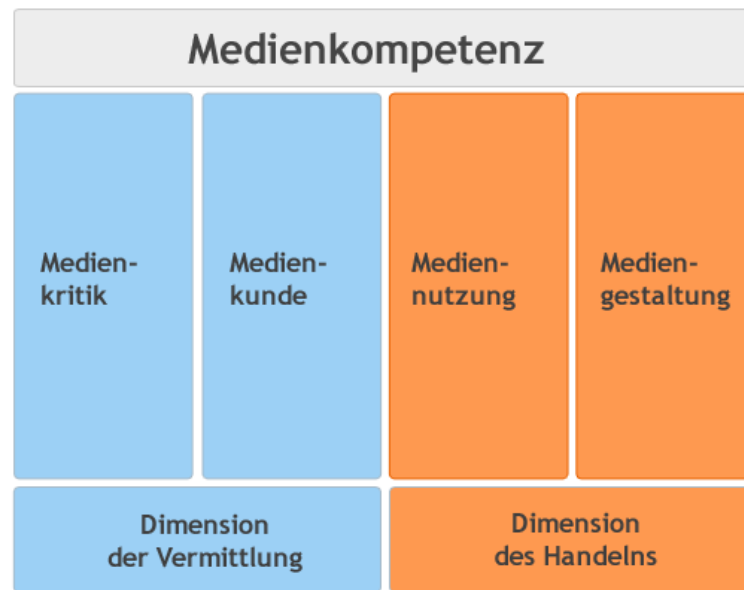 Medienkompetenz
Medien-
kritik
Medien-
kunde
Medien-
nutzung
Medien-
gestaltung
Dimension
der Vermittlung
Dimension
des Handelns